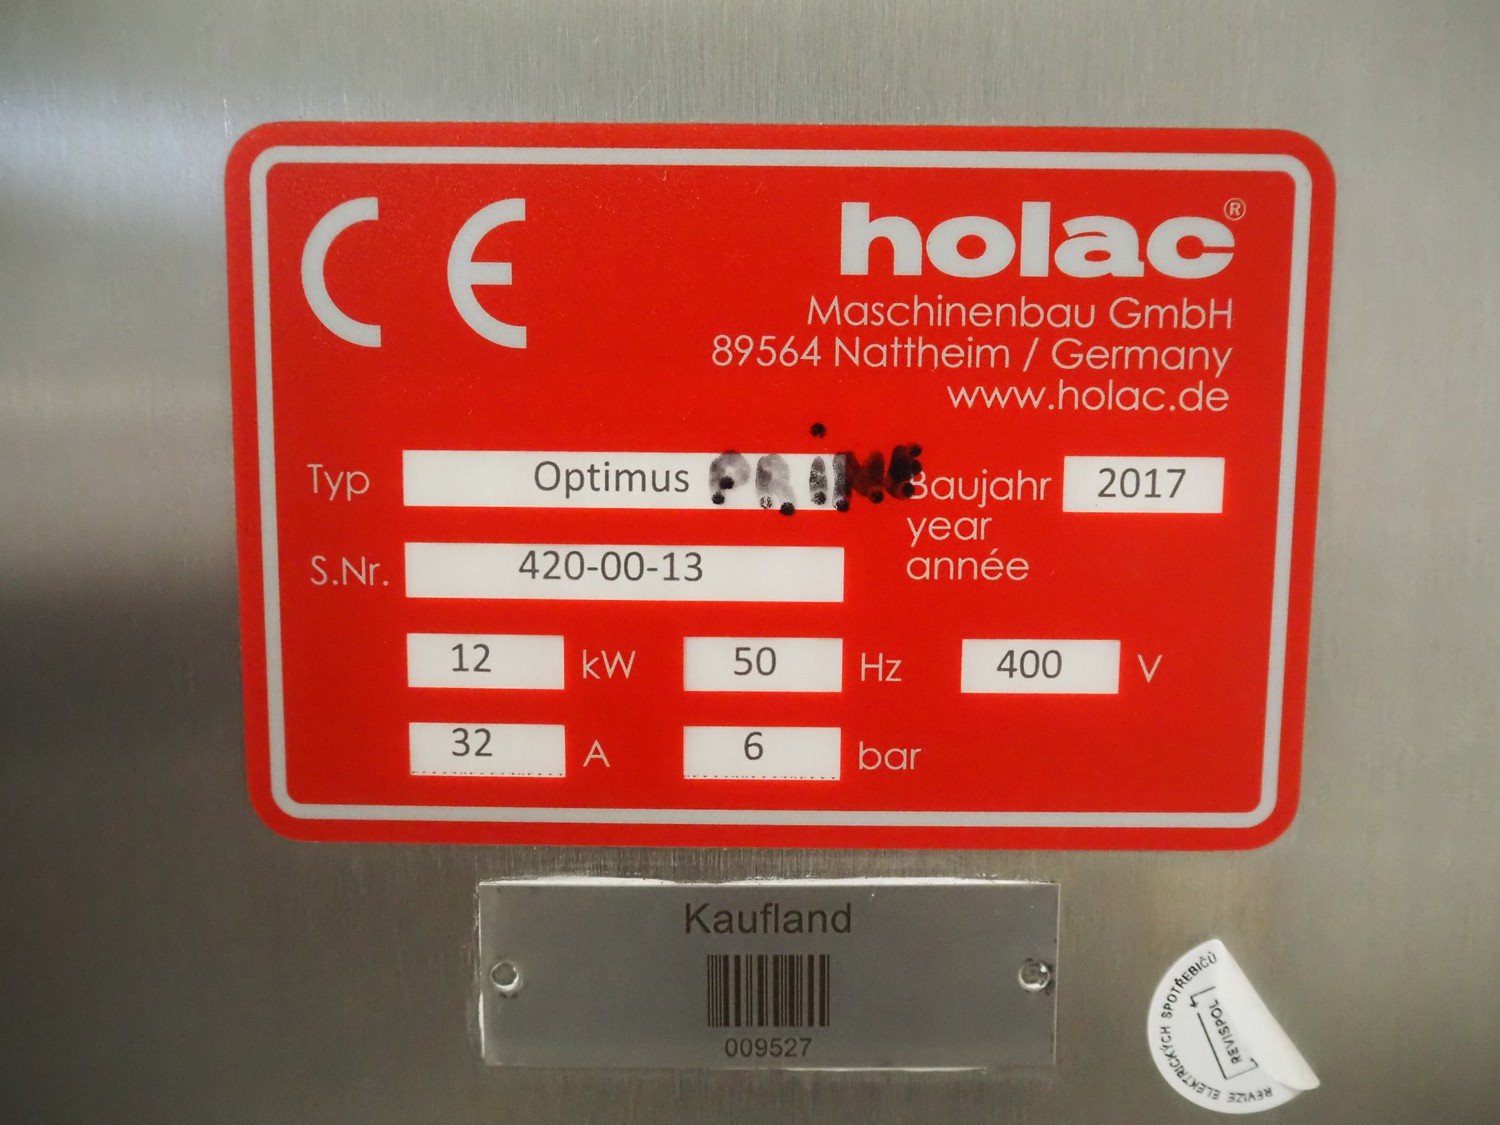 CE
holac®
Maschinenbau GmbH
89564 Nattheim / Germany
www.holac.de
Typ Optimus PRiME Baujahr 2017
year
année
S.Nr. 420-00-13
12 kW 50 Hz 400 V
32 A 6 bar
Kaufland
009527
REVIZE ELEKTRICKÝCH SPOTŘEBIČŮ
REVISPOL